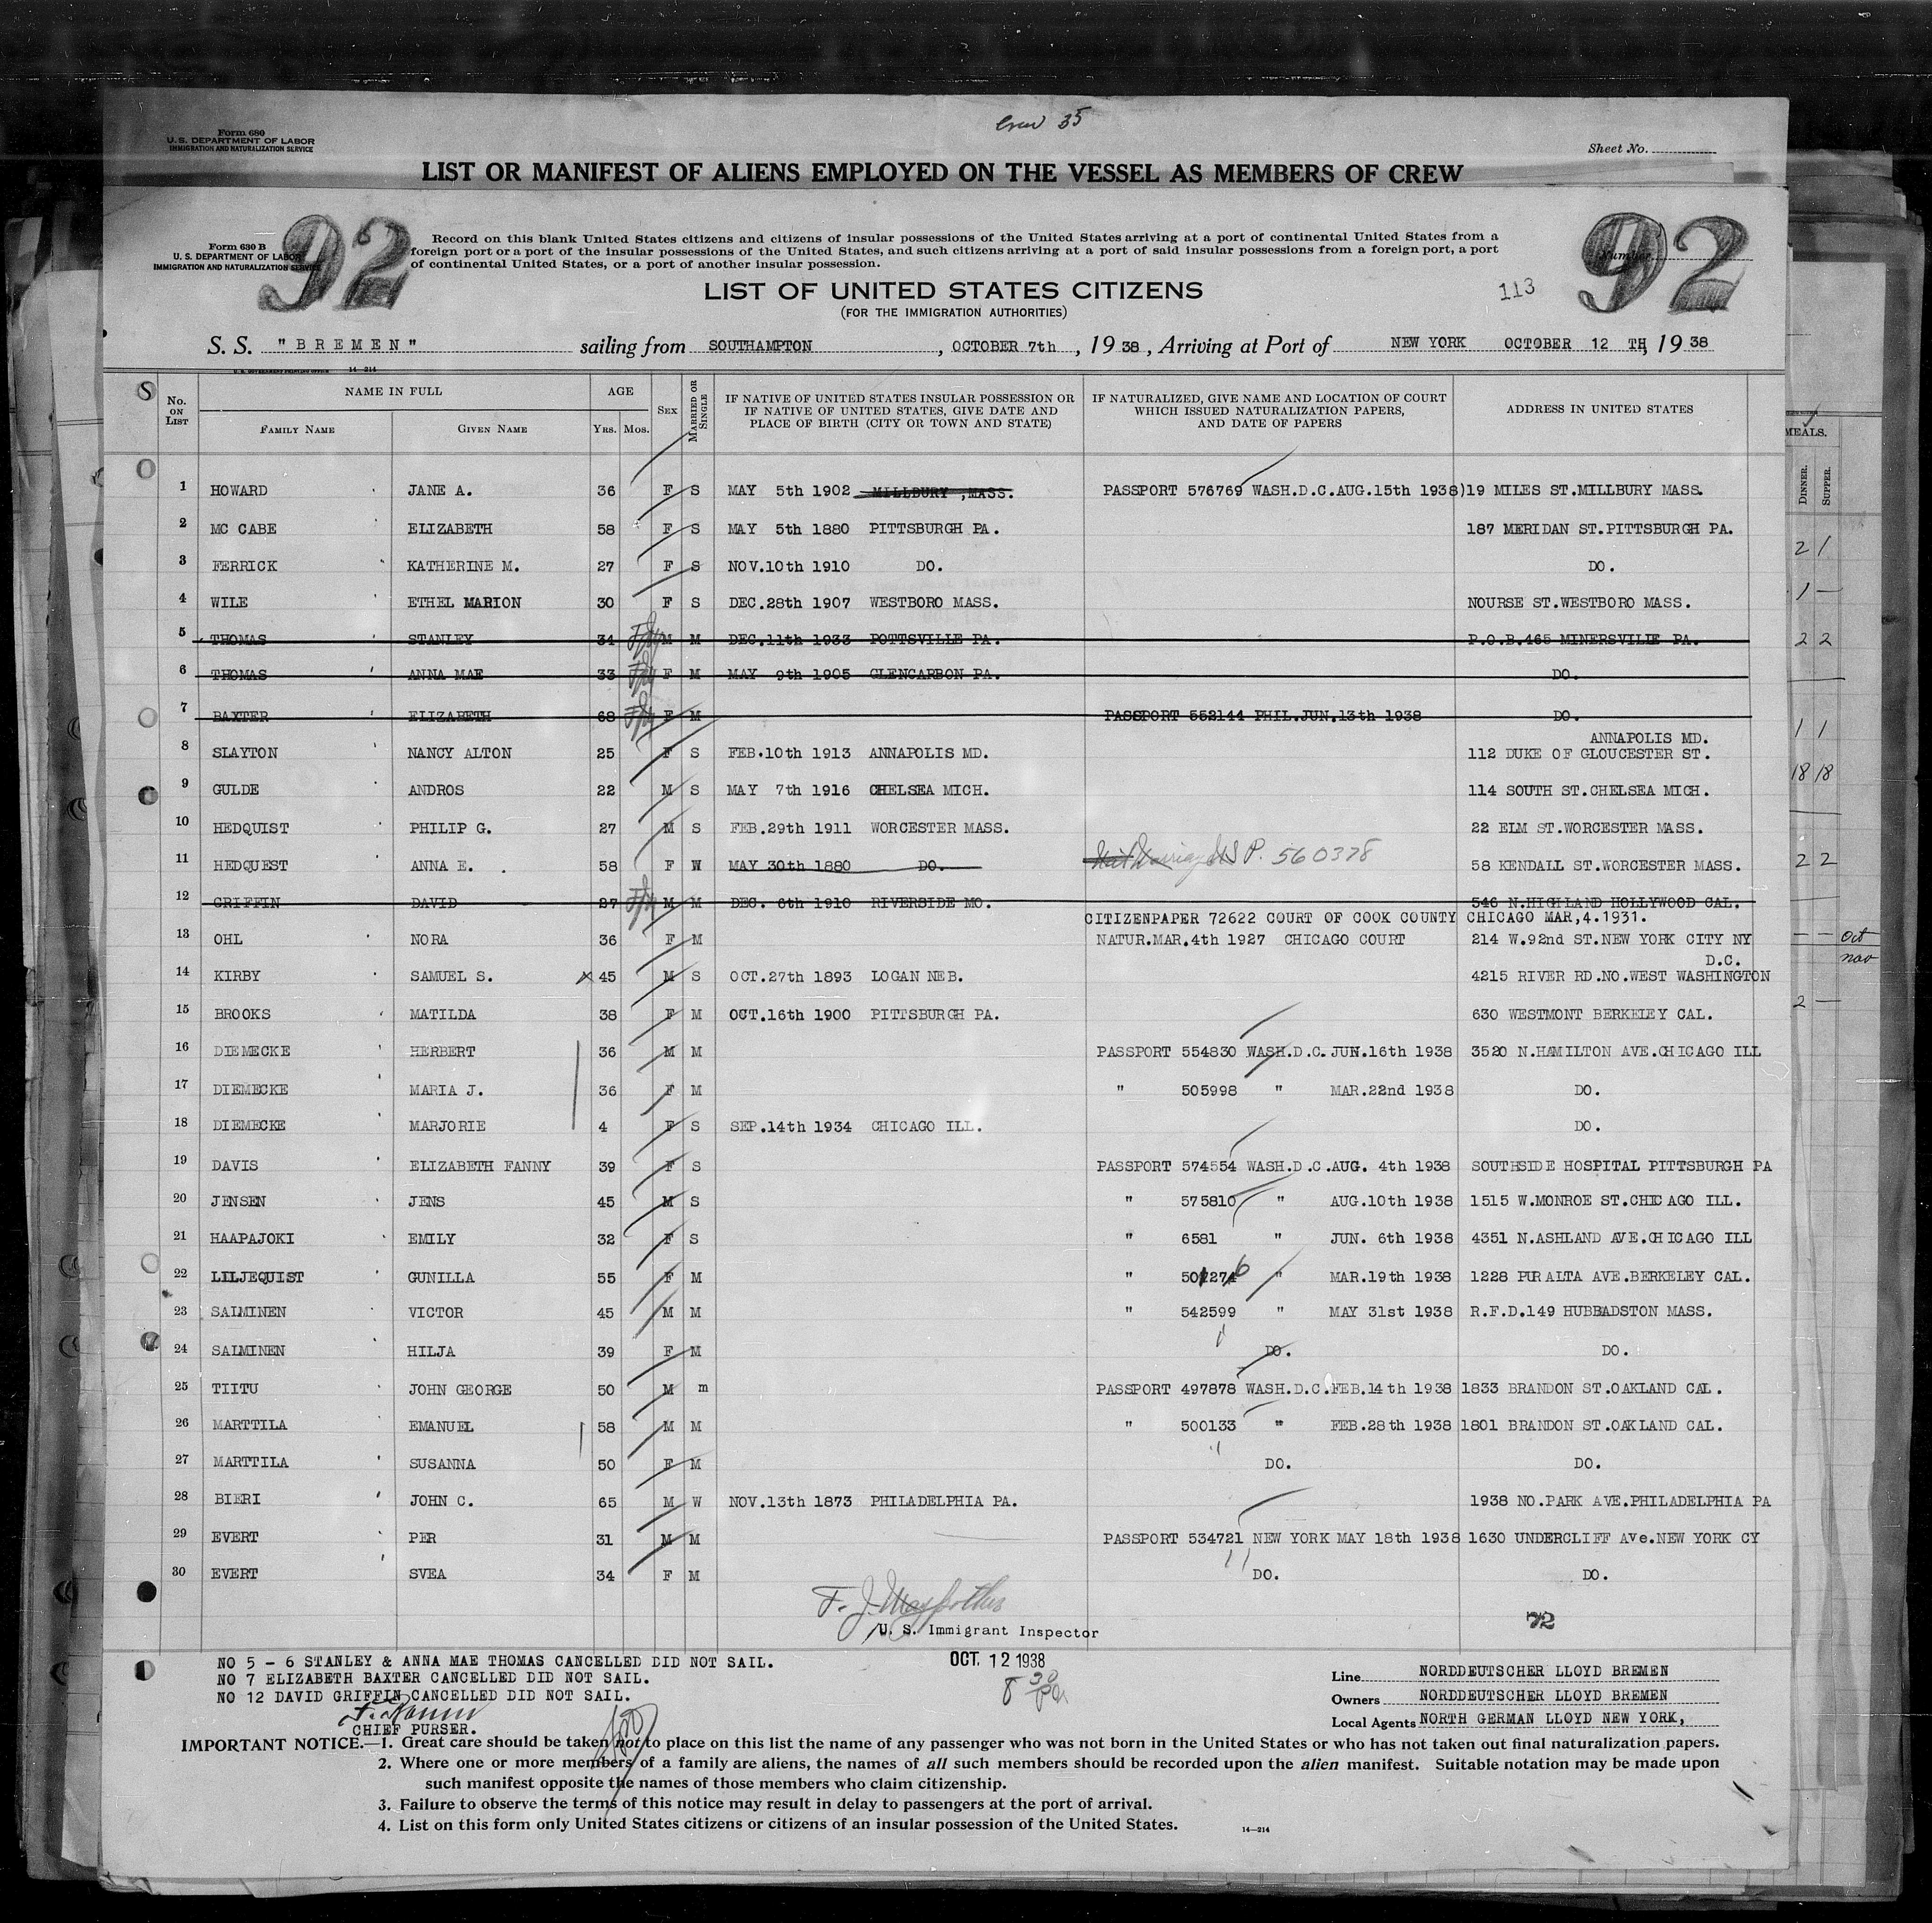 Crew 35
Form 680
U. S. DEPARTMENT OF LABOR
IMMIGRATION AND NATURALIZATION SERVICE
Sheet No.
LIST OR MANIFEST OF ALIENS EMPLOYED ON THE VESSEL AS MEMBERS OF CREW
92
92
Form 630 B
U. S. DEPARTMENT OF LABOR
IMMIGRATION AND NATURALIZATION SERVICE
Number
Record on this blank United States citizens and citizens of insular possessions of the United States arriving at a port of continental United States from a
foreign port or a port of the insular possessions of the United States, and such citizens arriving at a port of said insular possessions from a foreign port, a port
of continental United States, or a port of another insular possession.
LIST OF UNITED STATES CITIZENS
(FOR THE IMMIGRATION AUTHORITIES)
113
S. S. "BREMEN" sailing from SOUTHAMPTON, OCTOBER 7th, 1938, Arriving at Port of NEW YORK OCTOBER 12 TH, 1938
U. S. GOVERNMENT PRINTING OFFICE 14-214
S
No. ON LIST NAME IN FULL AGE SEX MARRIED OR SINGLE IF NATIVE OF UNITED STATES INSULAR POSSESSION OR IF NATIVE OF UNITED STATES, GIVE DATE AND PLACE OF BIRTH (CITY OR TOWN AND STATE) IF NATURALIZED, GIVE NAME AND LOCATION OF COURT WHICH ISSUED NATURALIZATION PAPERS, AND DATE OF PAPERS ADDRESS IN UNITED STATES
FAMILY NAME GIVEN NAME YRS. MOS.
MEALS.
DINNER. SUPPER.
1 HOWARD JANE A. 36 F S MAY 5th 1902 MILLBURY ,MASS. PASSPORT 576769 WASH.D.C.AUG.15th 1938)19 MILES ST.MILLBURY MASS.
2 MC CABE ELIZABETH 58 F S MAY 5th 1880 PITTSBURGH PA. 187 MERIDAN ST.PITTSBURGH PA.
3 FERRICK KATHERINE M. 27 F S NOV.10th 1910 DO. DO.
4 WILE ETHEL MARION 30 F S DEC.28th 1907 WESTBORO MASS. NOURSE ST.WESTBORO MASS.
5 THOMAS STANLEY 34 M M DEC.11th 1933 POTTSVILLE PA. P.O.B.465 MINERSVILLE PA.
6 THOMAS ANNA MAE 33 F M MAY 9th 1905 GLENCARBON PA. DO.
7 BAXTER ELIZABETH 68 F M PASSPORT 552144 PHIL.JUN.13th 1938 DO.
ANNAPOLIS MD.
8 SLAYTON NANCY ALTON 25 F S FEB.10th 1913 ANNAPOLIS MD. 112 DUKE OF GLOUCESTER ST.
9 GULDE ANDROS 22 M S MAY 7th 1916 CHELSEA MICH. 114 SOUTH ST.CHELSEA MICH.
10 HEDQUIST PHILIP G. 27 M S FEB.29th 1911 WORCESTER MASS. 22 ELM ST.WORCESTER MASS.
11 HEDQUEST ANNA E. 58 F W MAY 30th 1880 DO. US P. 560378 58 KENDALL ST.WORCESTER MASS.
12 GRIFFIN DAVID 27 M M DEC. 6th 1910 RIVERSIDE MO. 546 N.HIGHLAND HOLLYWOOD CAL.
CITIZENPAPER 72622 COURT OF COOK COUNTY CHICAGO MAR,4.1931.
13 OHL NORA 36 F M NATUR.MAR.4th 1927 CHICAGO COURT 214 W.92nd ST.NEW YORK CITY NY
D.C.
14 KIRBY SAMUEL S. x 45 M S OCT.27th 1893 LOGAN NEB. 4215 RIVER RD.NO.WEST WASHINGTON
15 BROOKS MATILDA 38 F M OCT.16th 1900 PITTSBURGH PA. 630 WESTMONT BERKELEY CAL.
16 DIEMECKE HERBERT 36 M M PASSPORT 554830 WASH.D.C.JUN.16th 1938 3520 N.HAMILTON AVE.CHICAGO ILL
17 DIEMECKE MARIA J. 36 F M " 505998 " MAR.22nd 1938 DO.
18 DIEMECKE MARJORIE 4 F S SEP.14th 1934 CHICAGO ILL. DO.
19 DAVIS ELIZABETH FANNY 39 F S PASSPORT 574554 WASH.D.C.AUG. 4th 1938 SOUTHSIDE HOSPITAL PITTSBURGH PA
20 JENSEN JENS 45 M S " 575810 " AUG.10th 1938 1515 W.MONROE ST.CHICAGO ILL.
21 HAAPAJOKI EMILY 32 F S " 6581 " JUN. 6th 1938 4351 N.ASHLAND AVE.CHICAGO ILL
22 LILJEQUIST GUNILLA 55 F M " " MAR.19th 1938 1228 PURALTA AVE.BERKELEY CAL.
23 SALMINEN VICTOR 45 M M " 542599 " MAY 31st 1938 R.F.D.149 HUBBADSTON MASS.
24 SALMINEN HILJA 39 F M DO. DO.
25 TIITU JOHN GEORGE 50 M m PASSPORT 497878 WASH.D.C.FEB.14th 1938 1833 BRANDON ST.OAKLAND CAL.
26 MARTTILA EMANUEL 58 M M " 500133 " FEB.28th 1938 1801 BRANDON ST.OAKLAND CAL.
27 MARTTILA SUSANNA 50 F M DO. DO.
28 BIERI JOHN C. 65 M W NOV.13th 1873 PHILADELPHIA PA. 1938 NO.PARK AVE.PHILADELPHIA PA
29 EVERT PER 31 M M PASSPORT 534721 NEW YORK MAY 18th 1938 1630 UNDERCLIFF AVe.NEW YORK CY
30 EVERT SVEA 34 F M DO. DO.
2 1
1 —
2 2
1 1
18 18
2 2
— — Oct
nov
2 —
72
U. S. Immigrant Inspector
OCT. 12 1938
8 30
NO 5 - 6 STANLEY & ANNA MAE THOMAS CANCELLED DID NOT SAIL.
NO 7 ELIZABETH BAXTER CANCELLED DID NOT SAIL.
NO 12 DAVID GRIFFIN CANCELLED DID NOT SAIL.
CHIEF PURSER.
Line NORDDEUTSCHER LLOYD BREMEN
Owners NORDDEUTSCHER LLOYD BREMEN
Local Agents NORTH GERMAN LLOYD NEW YORK,
IMPORTANT NOTICE.—1. Great care should be taken not to place on this list the name of any passenger who was not born in the United States or who has not taken out final naturalization papers.
2. Where one or more members of a family are aliens, the names of all such members should be recorded upon the alien manifest. Suitable notation may be made upon
such manifest opposite the names of those members who claim citizenship.
3. Failure to observe the terms of this notice may result in delay to passengers at the port of arrival.
4. List on this form only United States citizens or citizens of an insular possession of the United States.
14—214